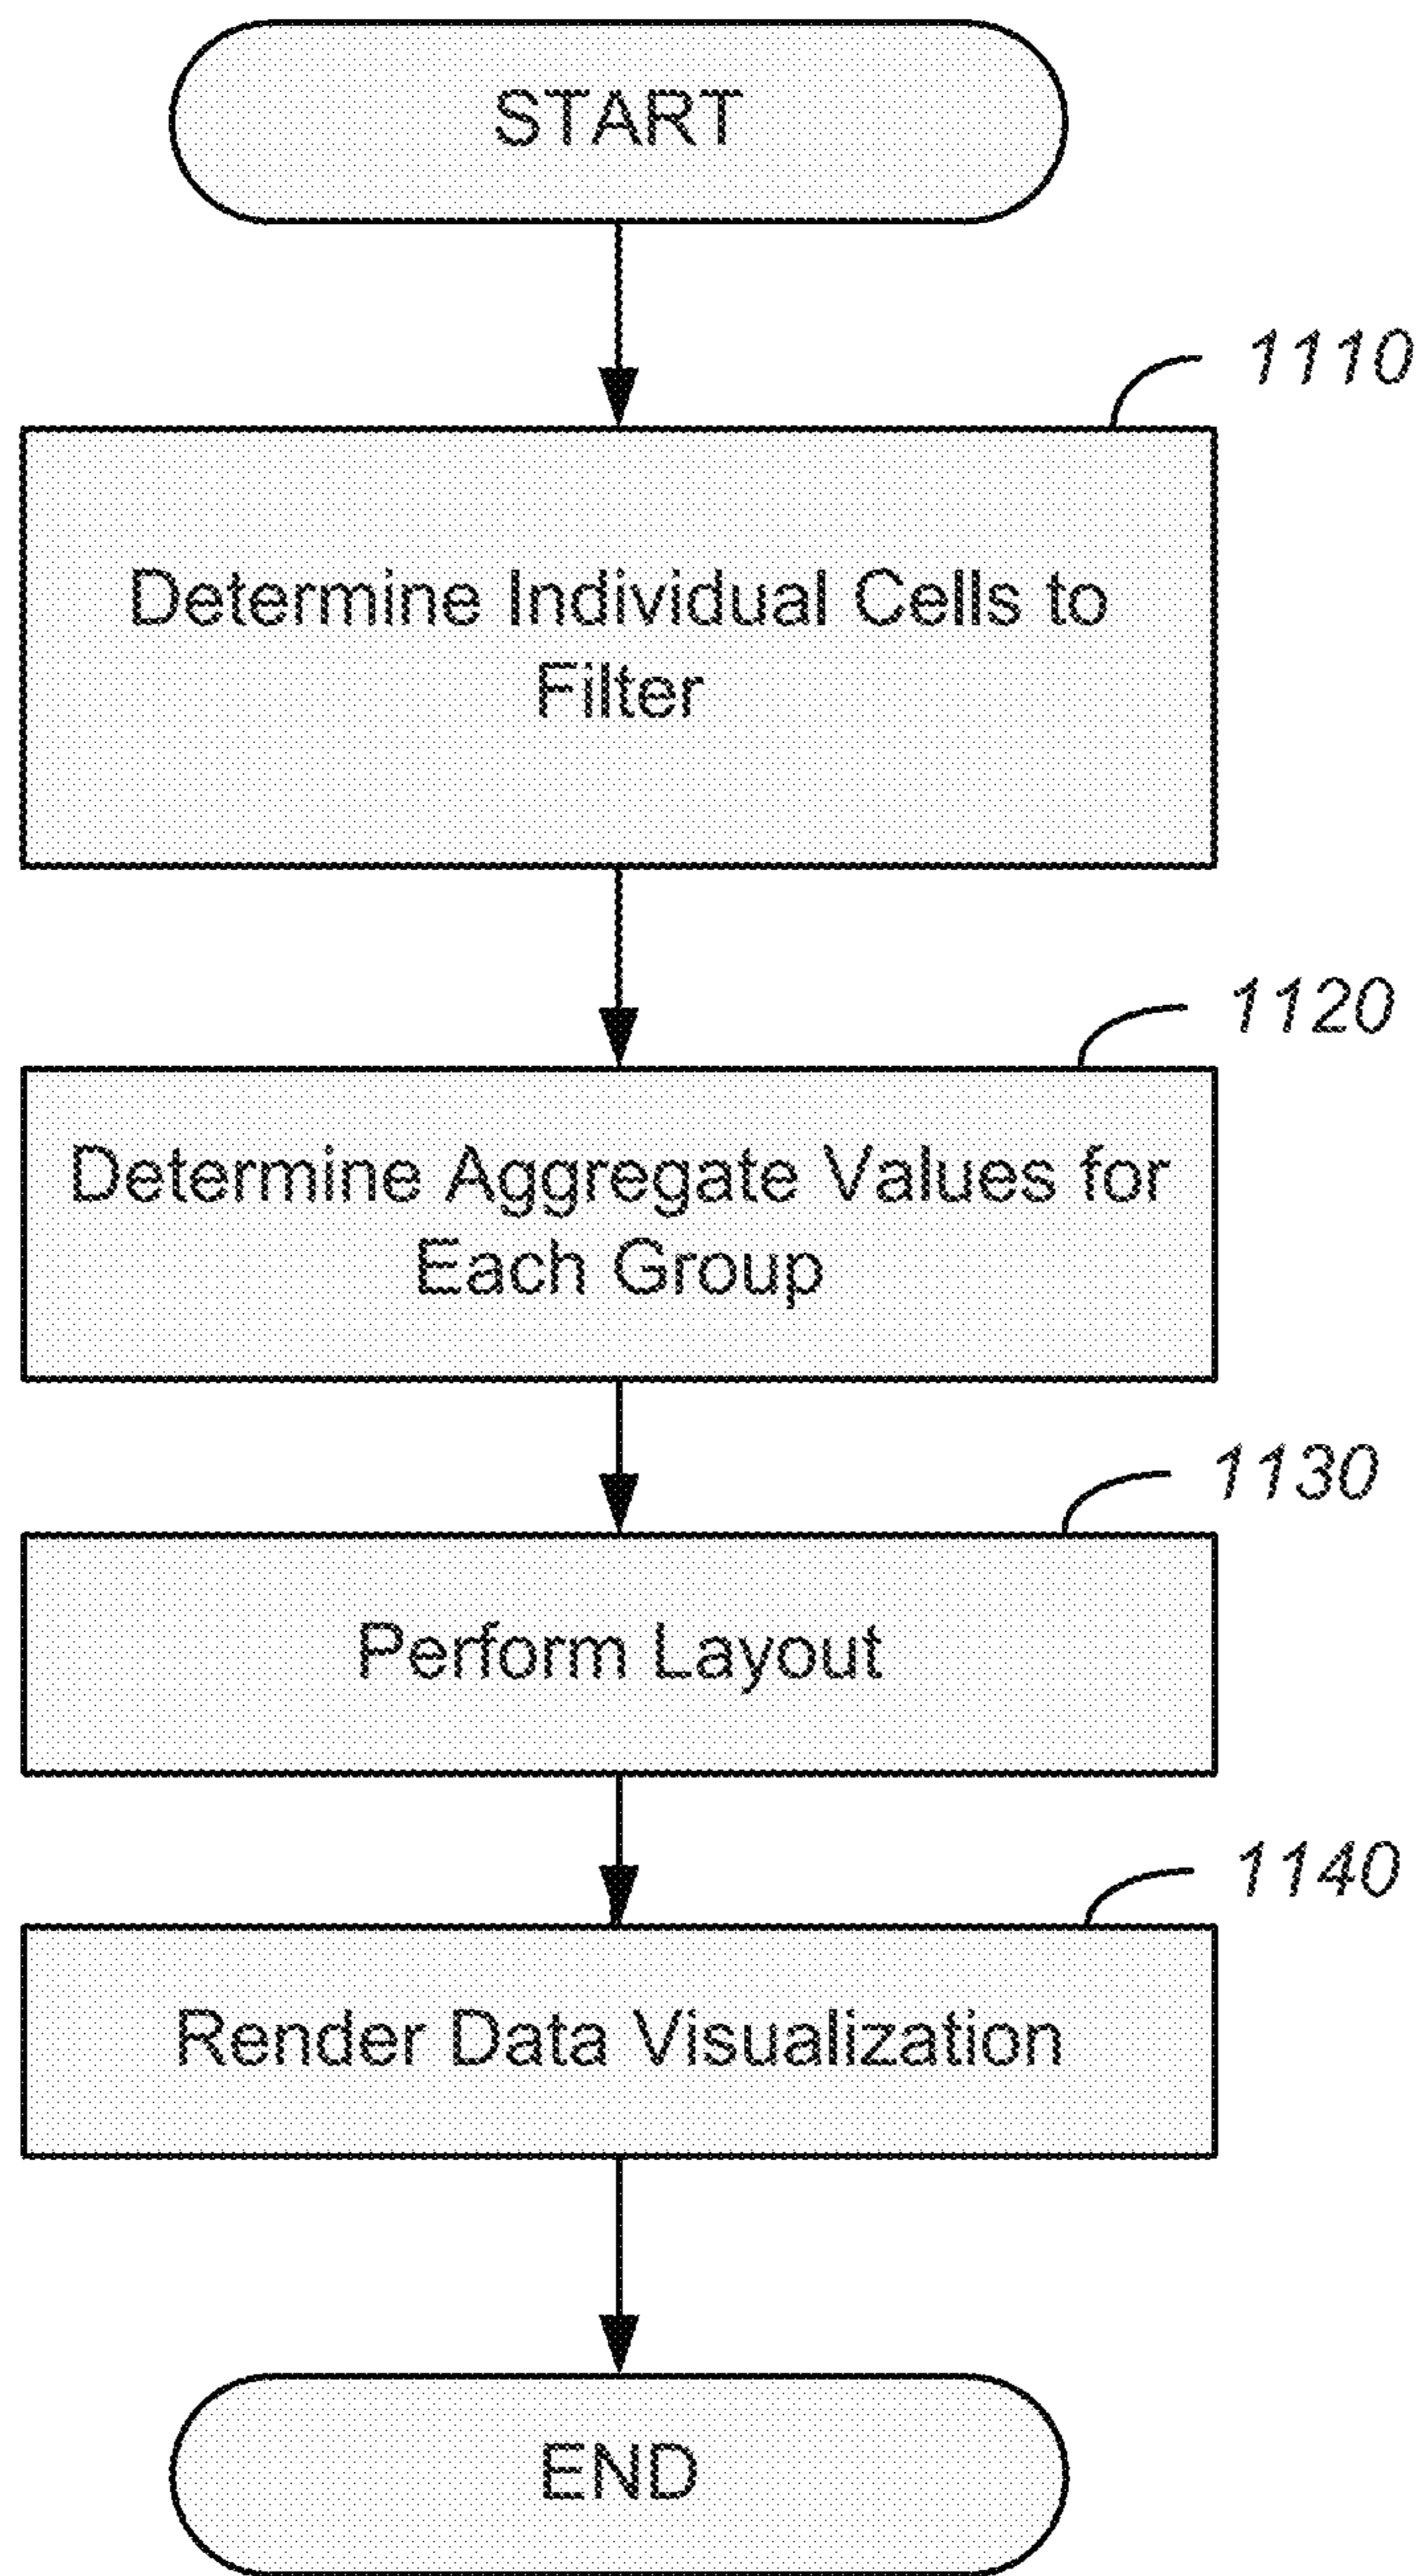 START
1110
Determine Individual Cells to
Filter
1120
Determine Aggregate Values for
Each Group
1130
Perform Layout
1140
Render Data Visualization
END